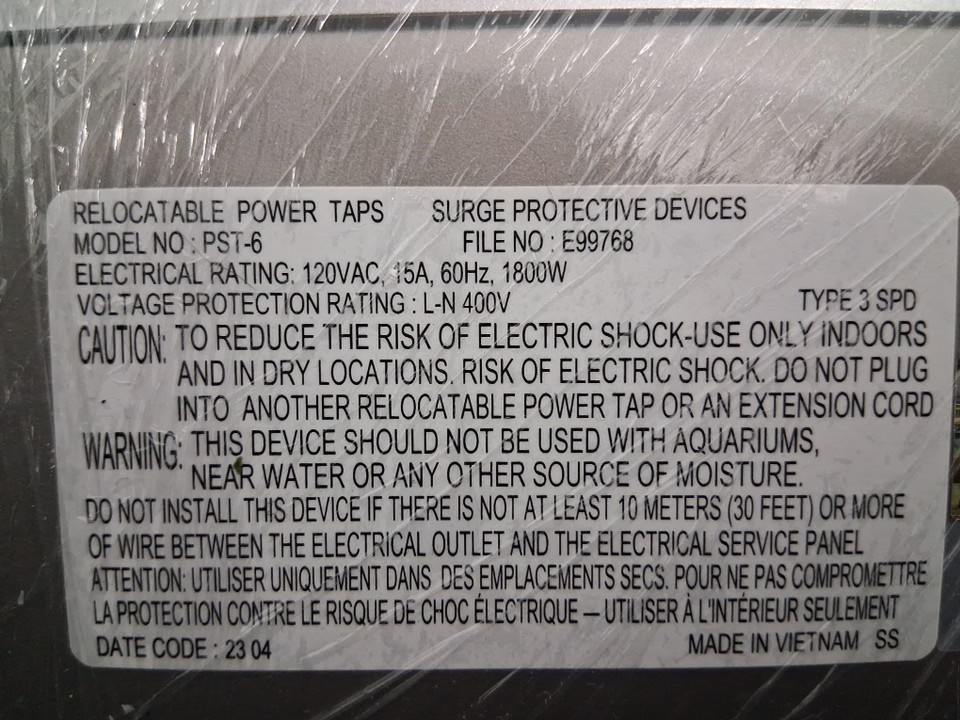 RELOCATABLE POWER TAPS SURGE PROTECTIVE DEVICES
MODEL NO : PST-6 FILE NO : E99768
ELECTRICAL RATING: 120VAC, 15A, 60Hz, 1800W
VOLTAGE PROTECTION RATING : L-N 400V TYPE 3 SPD
CAUTION: TO REDUCE THE RISK OF ELECTRIC SHOCK-USE ONLY INDOORS
AND IN DRY LOCATIONS. RISK OF ELECTRIC SHOCK. DO NOT PLUG
INTO ANOTHER RELOCATABLE POWER TAP OR AN EXTENSION CORD
WARNING: THIS DEVICE SHOULD NOT BE USED WITH AQUARIUMS,
NEAR WATER OR ANY OTHER SOURCE OF MOISTURE.
DO NOT INSTALL THIS DEVICE IF THERE IS NOT AT LEAST 10 METERS (30 FEET) OR MORE
OF WIRE BETWEEN THE ELECTRICAL OUTLET AND THE ELECTRICAL SERVICE PANEL
ATTENTION: UTILISER UNIQUEMENT DANS DES EMPLACEMENTS SECS. POUR NE PAS COMPROMETTRE
LA PROTECTION CONTRE LE RISQUE DE CHOC ÉLECTRIQUE – UTILISER À L'INTÉRIEUR SEULEMENT
DATE CODE : 23 04 MADE IN VIETNAM SS